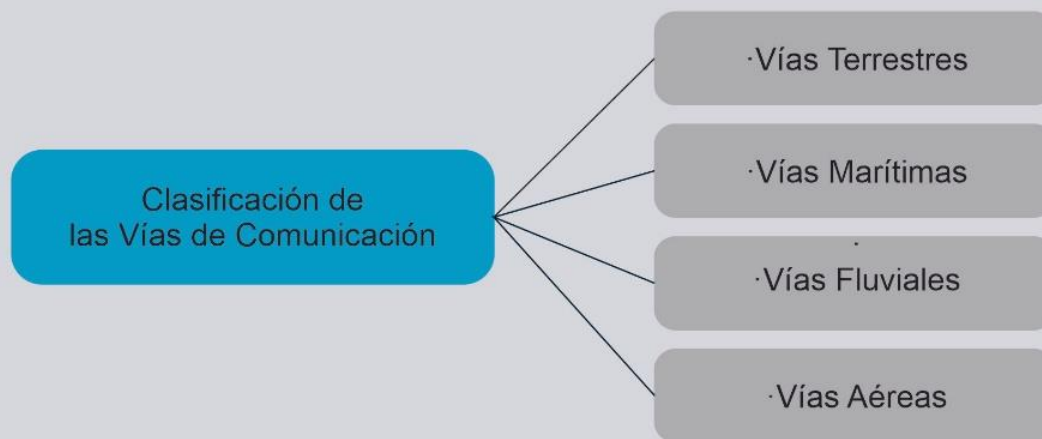 Clasificación de
las Vías de Comunicación
·Vías Terrestres
·Vías Marítimas
·
·Vías Fluviales
·Vías Aéreas